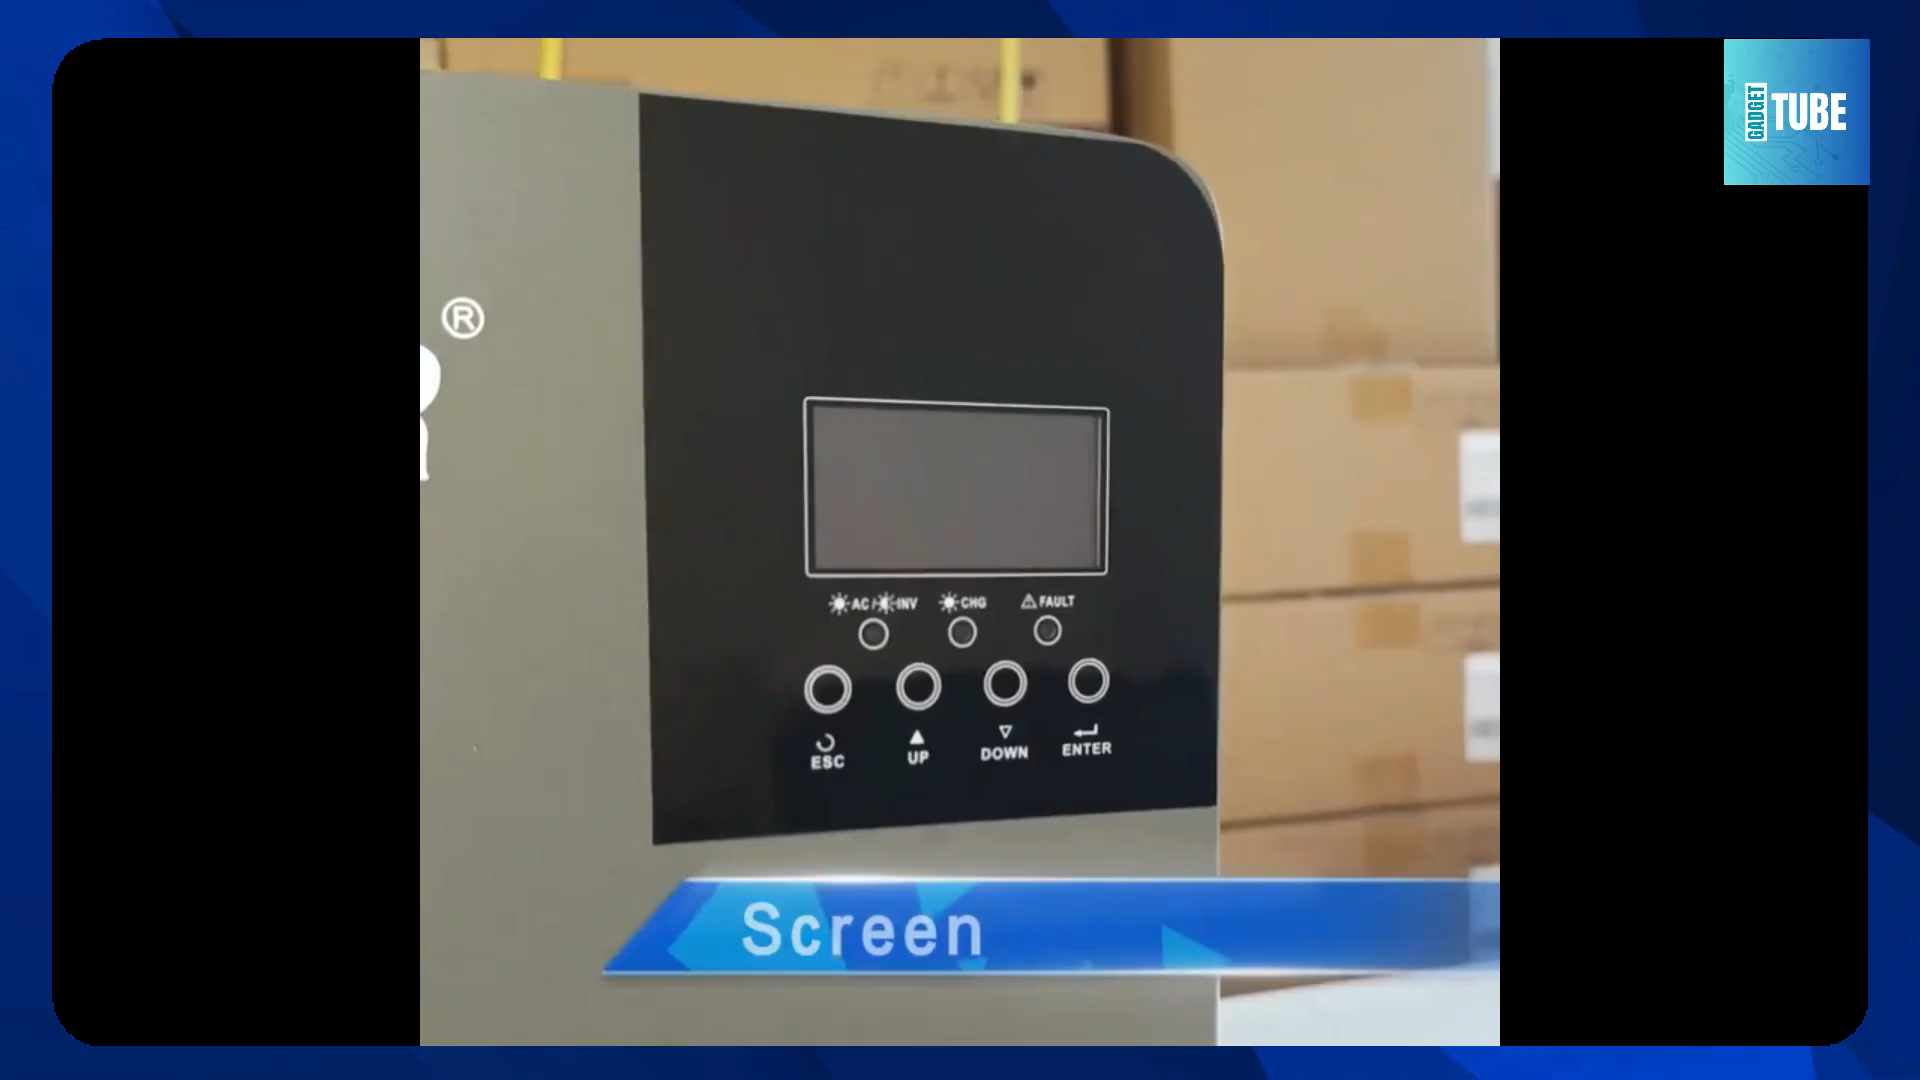 GADGET
TUBE
®
AC / INV
CHG
FAULT
ESC
UP
DOWN
ENTER
Screen